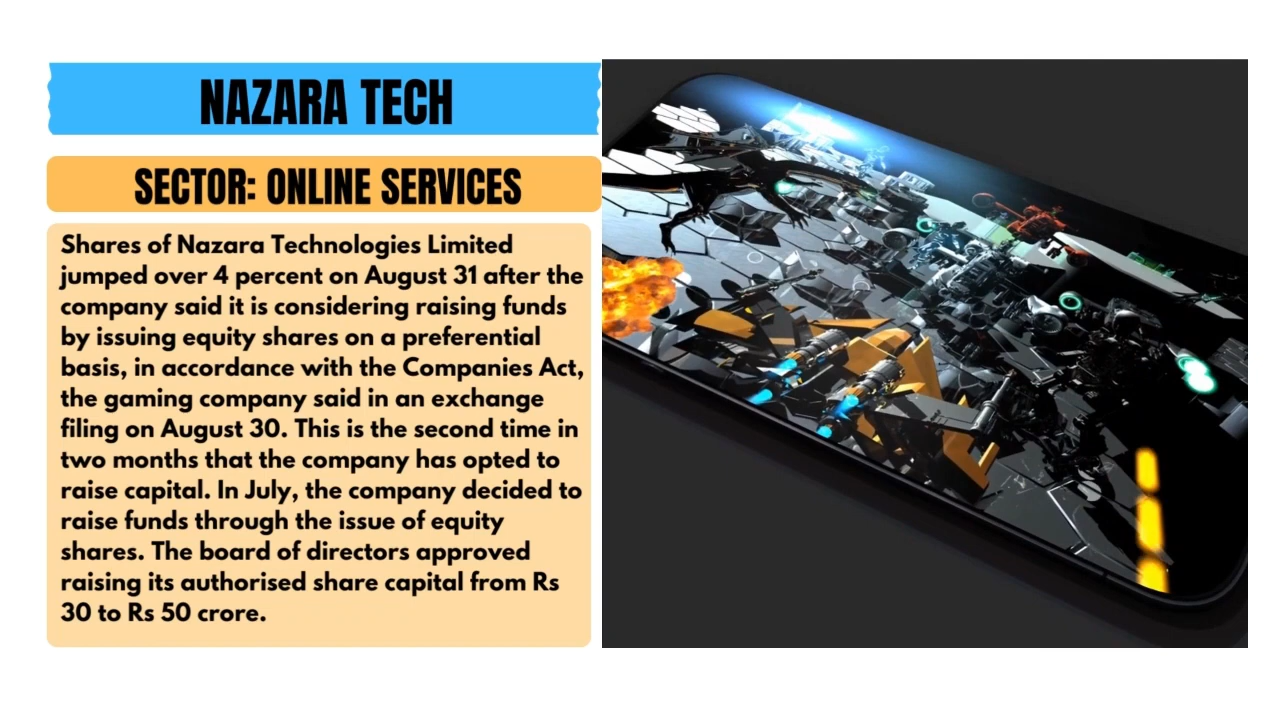 NAZARA TECH
SECTOR: ONLINE SERVICES
Shares of Nazara Technologies Limited
jumped over 4 percent on August 31 after the
company said it is considering raising funds
by issuing equity shares on a preferential
basis, in accordance with the Companies Act,
the gaming company said in an exchange
filing on August 30. This is the second time in
two months that the company has opted to
raise capital. In July, the company decided to
raise funds through the issue of equity
shares. The board of directors approved
raising its authorised share capital from Rs
30 to Rs 50 crore.